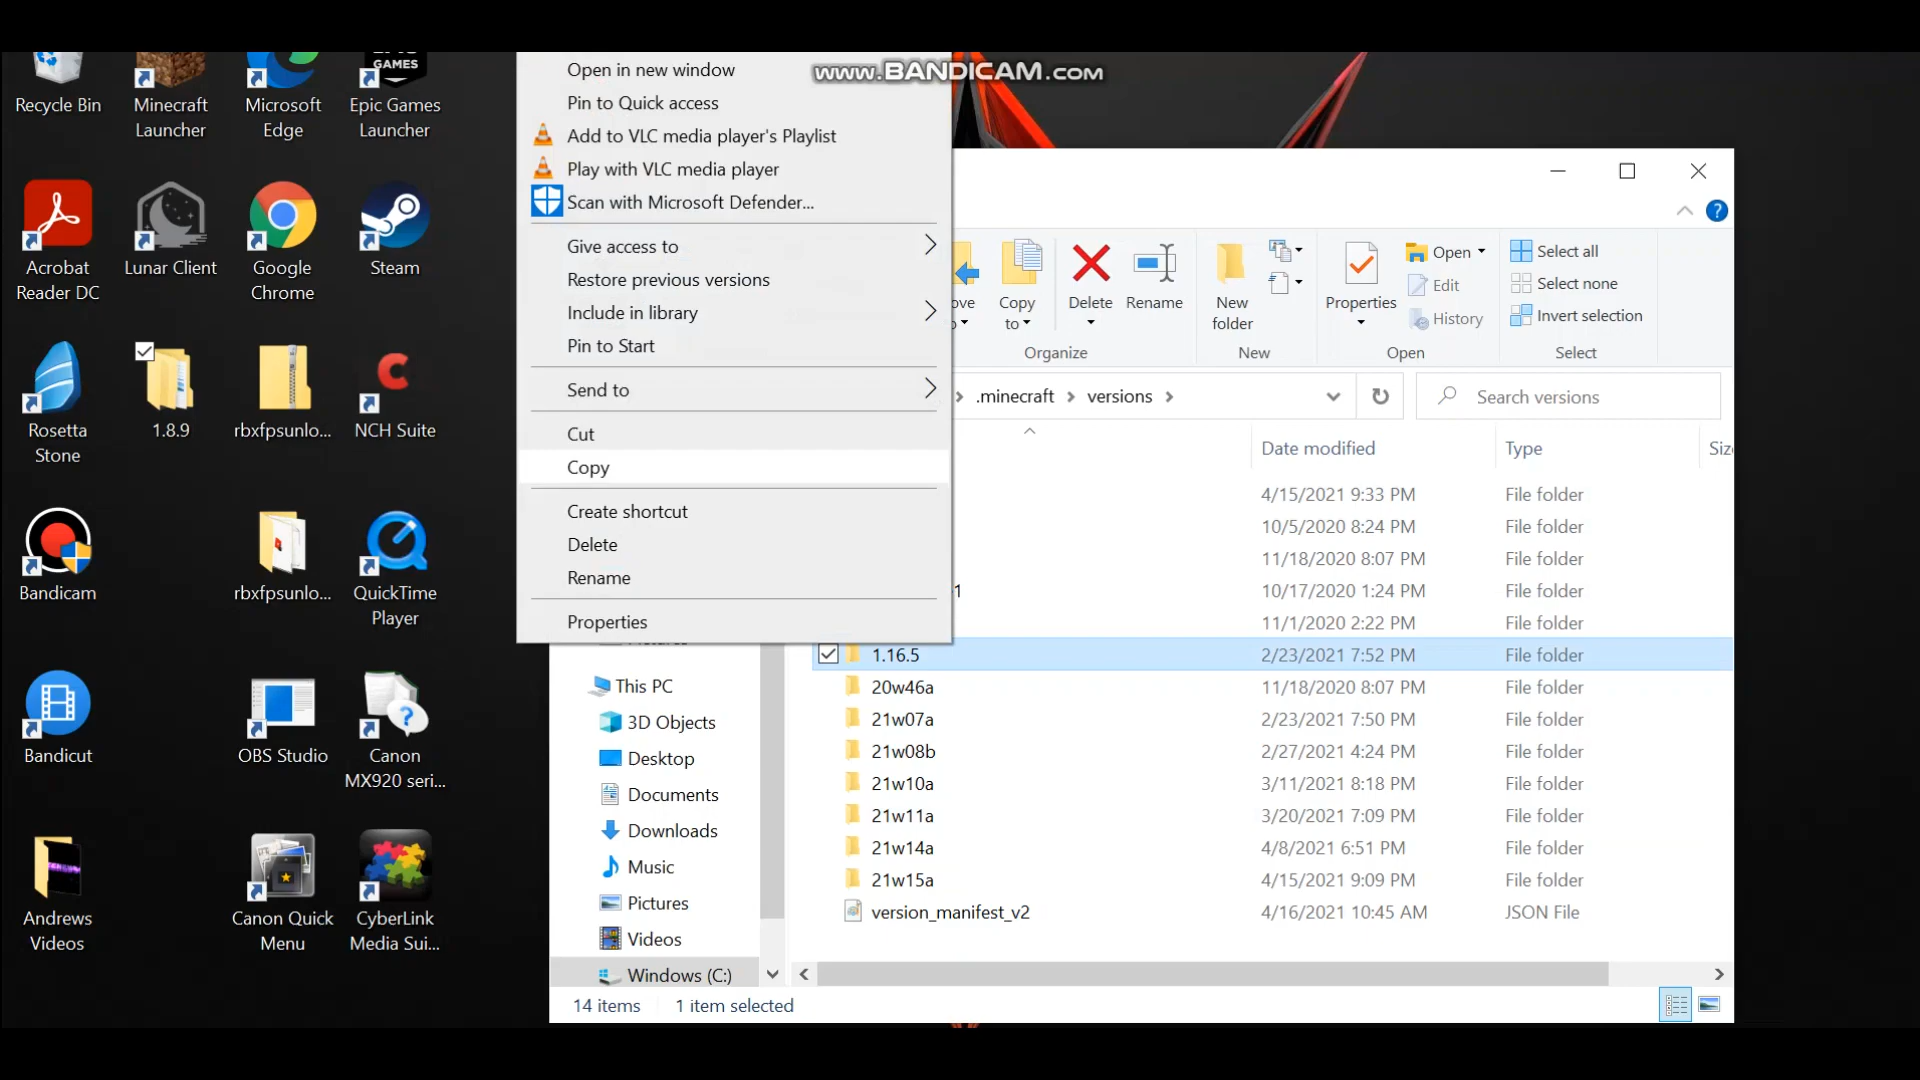 www.BANDICAM.com
Recycle Bin
Minecraft
Launcher
Microsoft
Edge
GAMES
Epic Games
Launcher
Acrobat
Reader DC
Lunar Client
Google
Chrome
Steam
Rosetta
Stone
1.8.9
rbxfpsunlo...
NCH Suite
Bandicam
rbxfpsunlo...
QuickTime
Player
Bandicut
OBS Studio
Canon
MX920 seri...
Andrews
Videos
Canon Quick
Menu
CyberLink
Media Sui...
Open in new window
Pin to Quick access
Add to VLC media player's Playlist
Play with VLC media player
Scan with Microsoft Defender...
Give access to
Restore previous versions
Include in library
Pin to Start
Send to
Cut
Copy
Create shortcut
Delete
Rename
Properties
Copy
to
Delete
Rename
Organize
New
folder
New
Properties
Open
Edit
History
Open
Select all
Select none
Invert selection
Select
.minecraft
versions
Search versions
Date modified
Type
4/15/2021 9:33 PM
File folder
10/5/2020 8:24 PM
File folder
11/18/2020 8:07 PM
File folder
10/17/2020 1:24 PM
File folder
11/1/2020 2:22 PM
File folder
1.16.5
2/23/2021 7:52 PM
File folder
20w46a
11/18/2020 8:07 PM
File folder
21w07a
2/23/2021 7:50 PM
File folder
21w08b
2/27/2021 4:24 PM
File folder
21w10a
3/11/2021 8:18 PM
File folder
21w11a
3/20/2021 7:09 PM
File folder
21w14a
4/8/2021 6:51 PM
File folder
21w15a
4/15/2021 9:09 PM
File folder
version_manifest_v2
4/16/2021 10:45 AM
JSON File
This PC
3D Objects
Desktop
Documents
Downloads
Music
Pictures
Videos
Windows (C:)
14 items
1 item selected